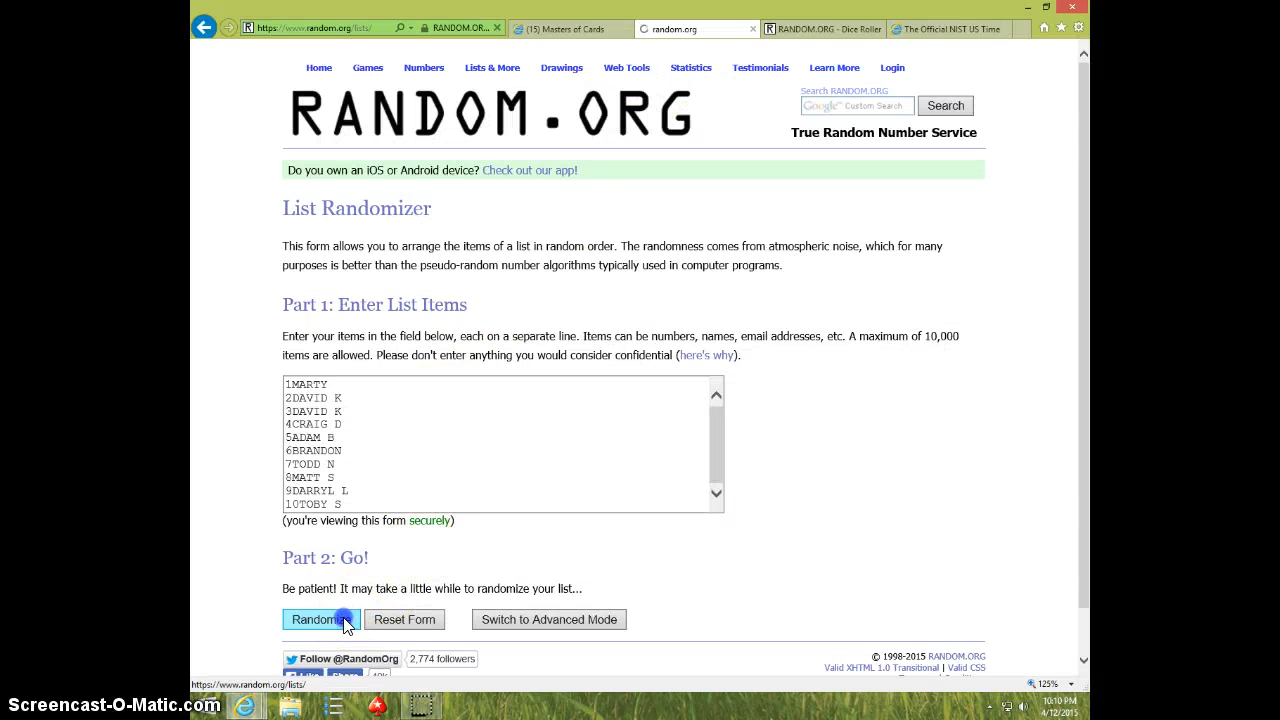 https://www.random.org/lists/
RANDOM.OR...
(15) Masters of Cards
random.org
RANDOM.ORG - Dice Roller
The Official NIST US Time
Home Games Numbers Lists & More Drawings Web Tools Statistics Testimonials Learn More Login
RANDOM.ORG
Search RANDOM.ORG
Google™ Custom Search
Search
True Random Number Service
Do you own an iOS or Android device? Check out our app!
List Randomizer
This form allows you to arrange the items of a list in random order. The randomness comes from atmospheric noise, which for many
purposes is better than the pseudo-random number algorithms typically used in computer programs.
Part 1: Enter List Items
Enter your items in the field below, each on a separate line. Items can be numbers, names, email addresses, etc. A maximum of 10,000
items are allowed. Please don't enter anything you would consider confidential (here's why).
1MARTY
2DAVID K
3DAVID K
4CRAIG D
5ADAM B
6BRANDON
7TODD N
8MATT S
9DARRYL L
10TOBY S
(you're viewing this form securely)
Part 2: Go!
Be patient! It may take a little while to randomize your list...
Randomize
Reset Form
Switch to Advanced Mode
Follow @RandomOrg
2,774 followers
© 1998-2015 RANDOM.ORG
Valid XHTML 1.0 Transitional | Valid CSS
Like Share
https://www.random.org/lists/
125%
10:10 PM
4/12/2015
Screencast-O-Matic.com